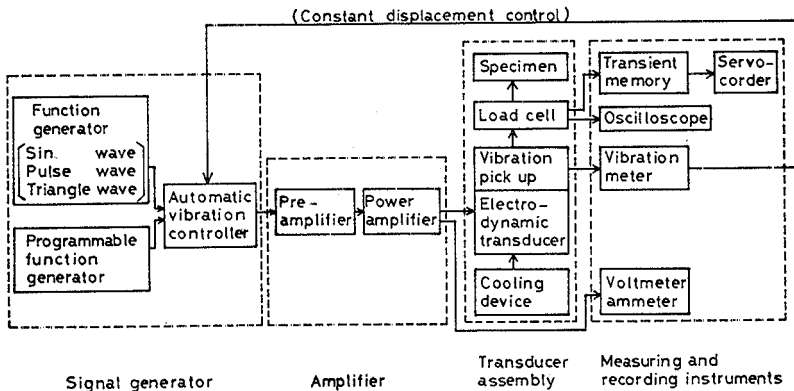 (Constant displacement control)
Function
generator
Sin. wave
Pulse wave
Triangle wave
Programmable
function
generator
Automatic
vibration
controller
Pre-
amplifier
Power
amplifier
Specimen
Load cell
Vibration
pick up
Electro-
dynamic
transducer
Cooling
device
Transient
memory
Servo-
corder
Oscilloscope
Vibration
meter
Voltmeter
ammeter
Signal generator
Amplifier
Transducer
assembly
Measuring and
recording instruments